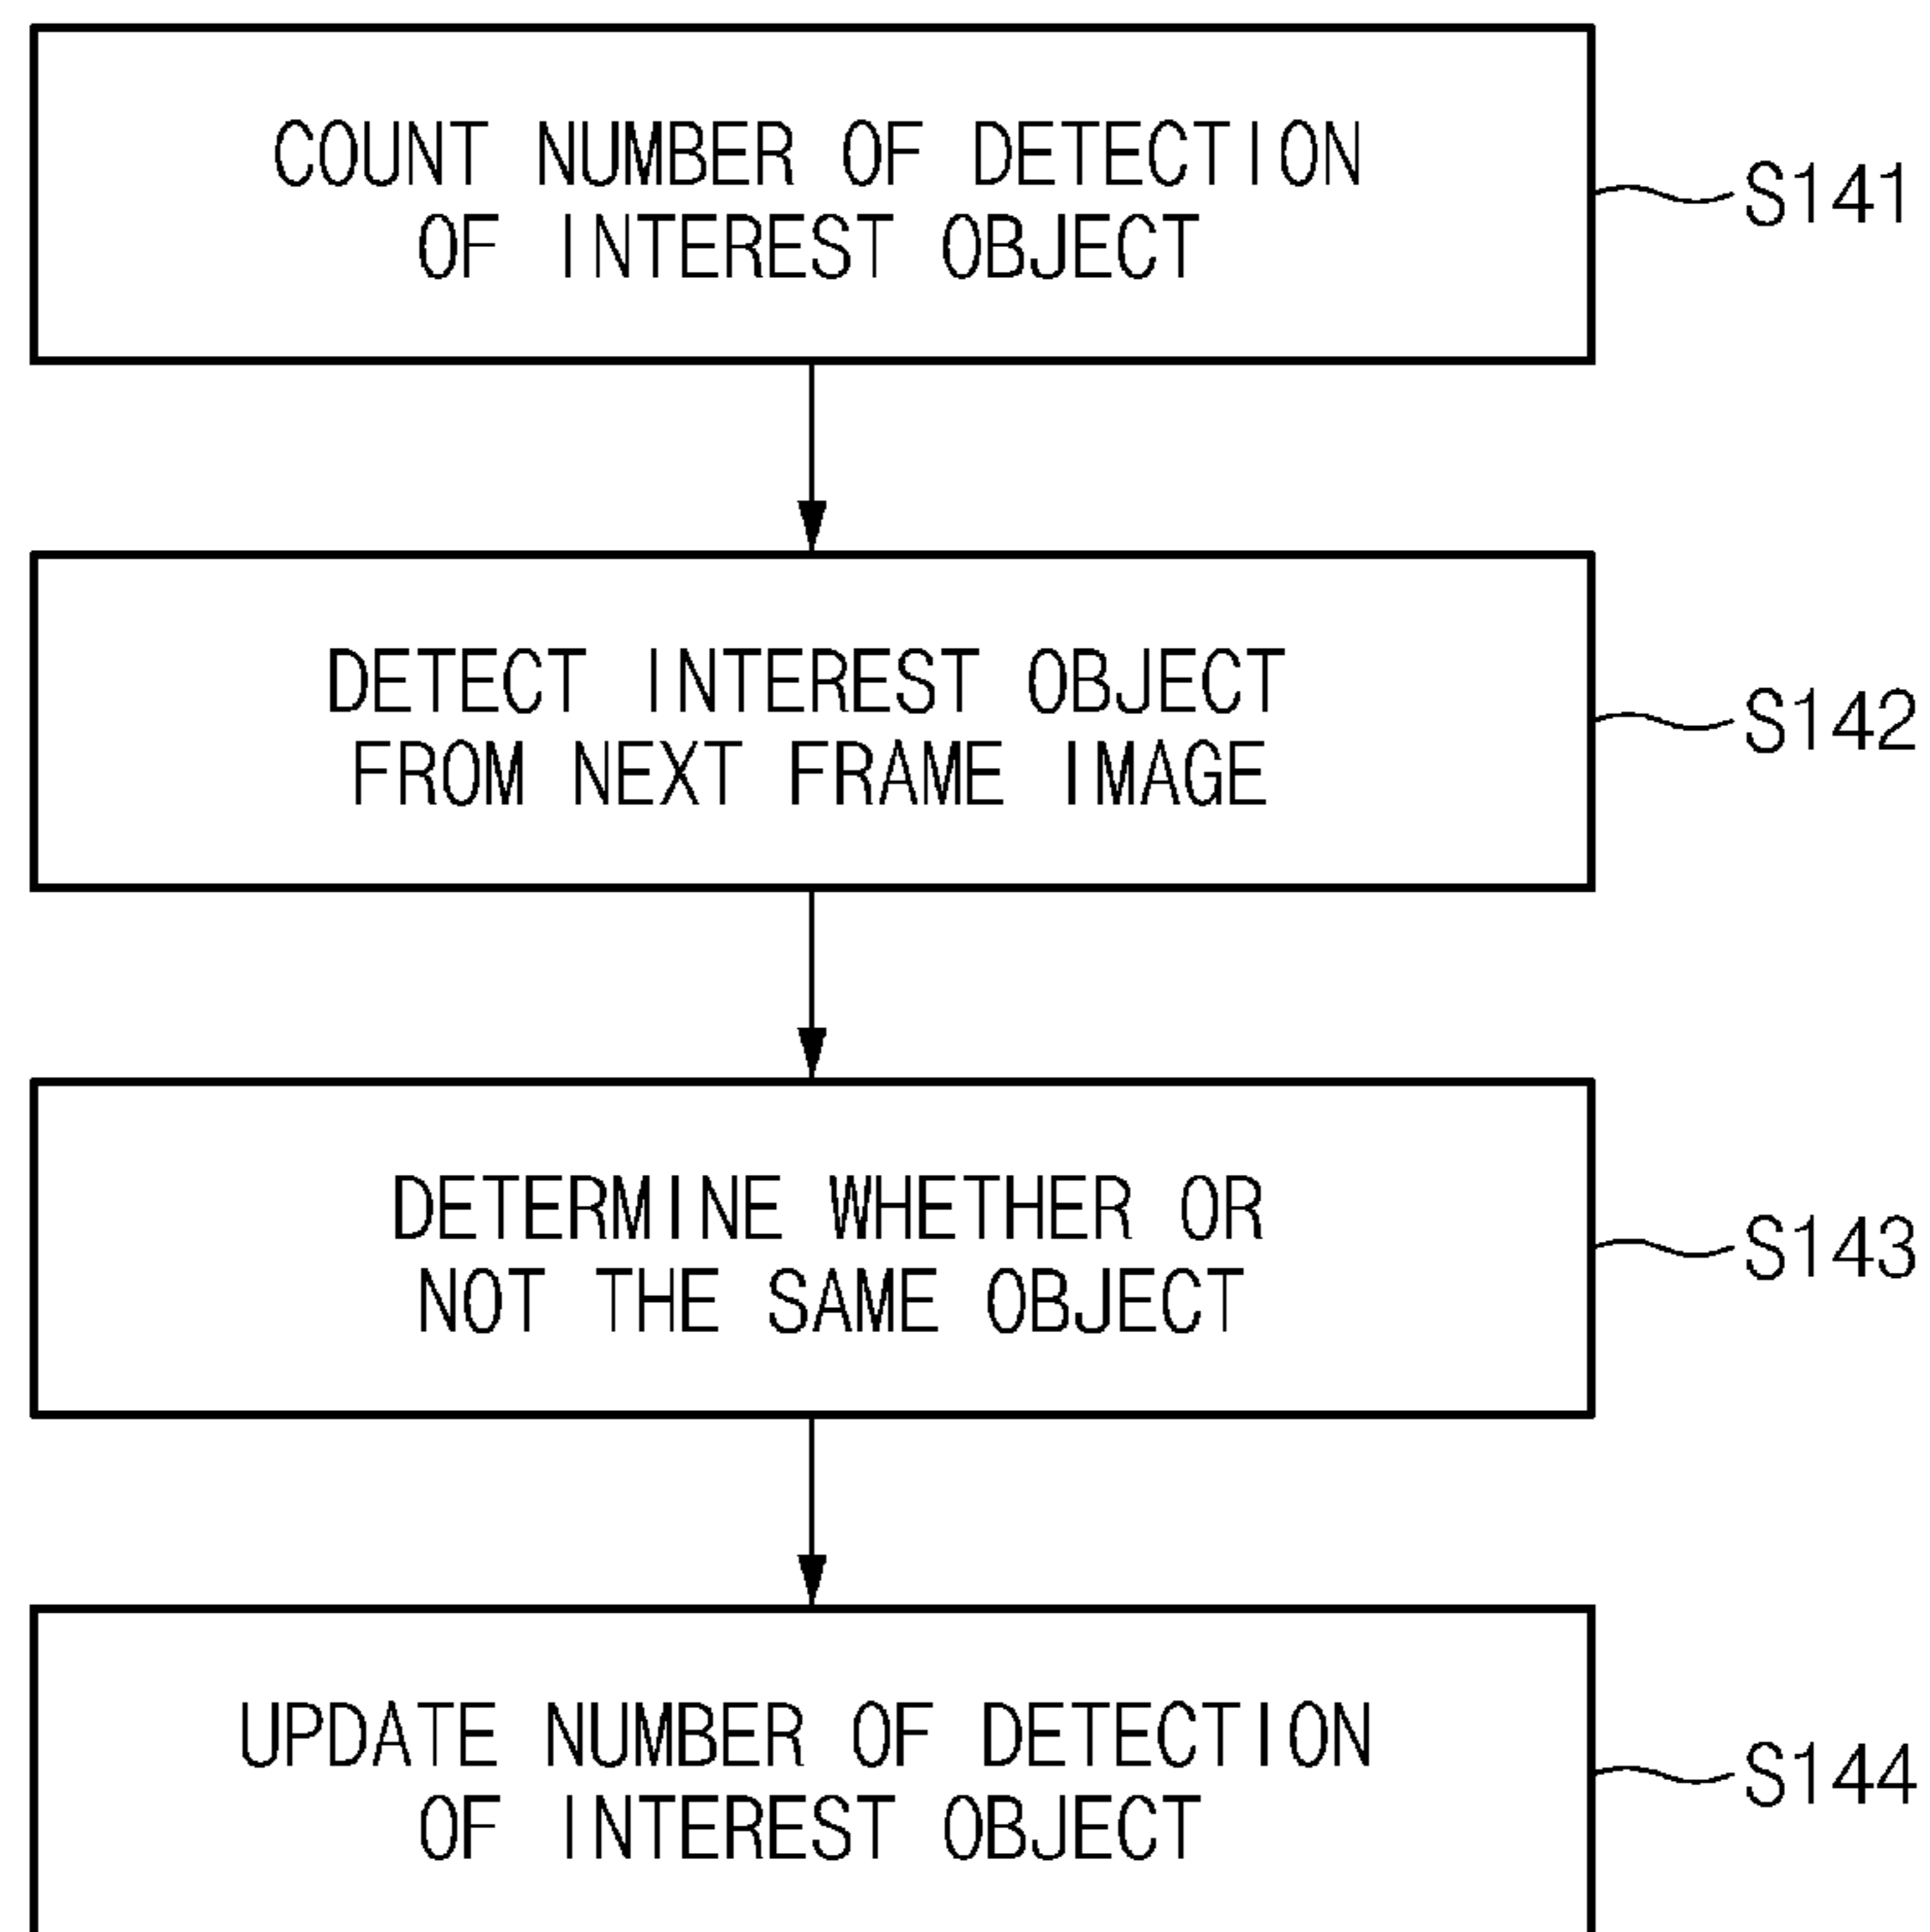 COUNT NUMBER OF DETECTION
OF INTEREST OBJECT
S141
DETECT INTEREST OBJECT
FROM NEXT FRAME IMAGE
S142
DETERMINE WHETHER OR
NOT THE SAME OBJECT
S143
UPDATE NUMBER OF DETECTION
OF INTEREST OBJECT
S144